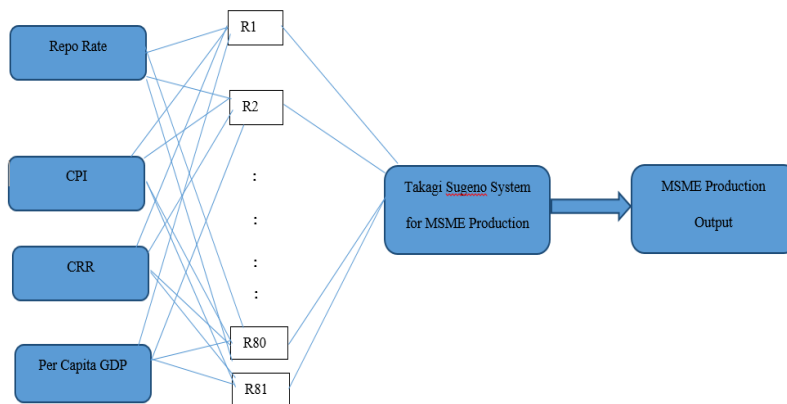 Repo Rate
CPI
CRR
Per Capita GDP
R1
R2
:
:
:
:
R80
R81
Takagi Sugeno System
for MSME Production
MSME Production
Output